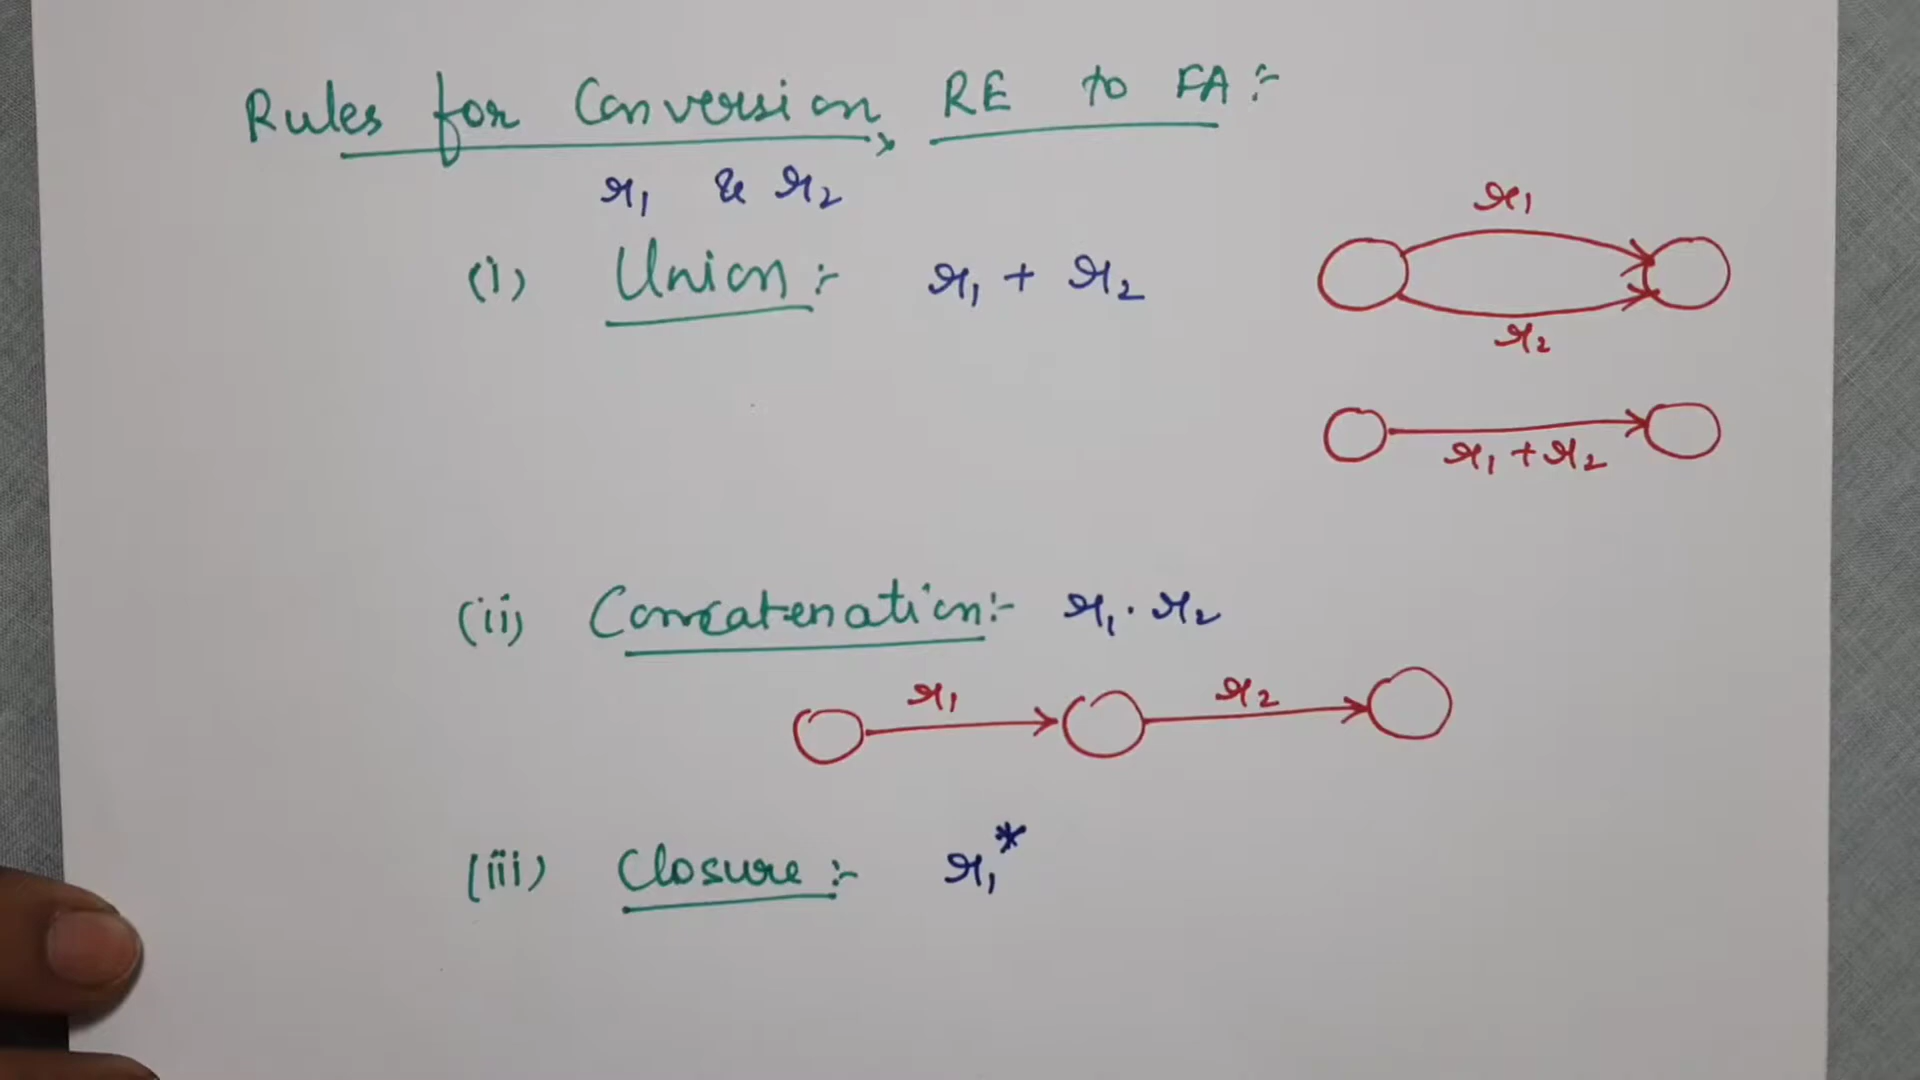 Rules for Conversion, RE to FA :-
r₁ & r₂
(i) Union :- r₁ + r₂
r₁
r₂
r₁ + r₂
(ii) Concatenation :- r₁ . r₂
r₁ r₂
(iii) Closure :- r₁*